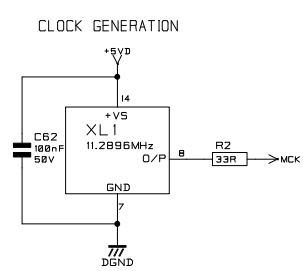 CLOCK GENERATION
+5VD
14
+VS
XL1
11.2896MHz
O/P
8
R2
33R
MCK
C62
100nF
50V
GND
7
DGND